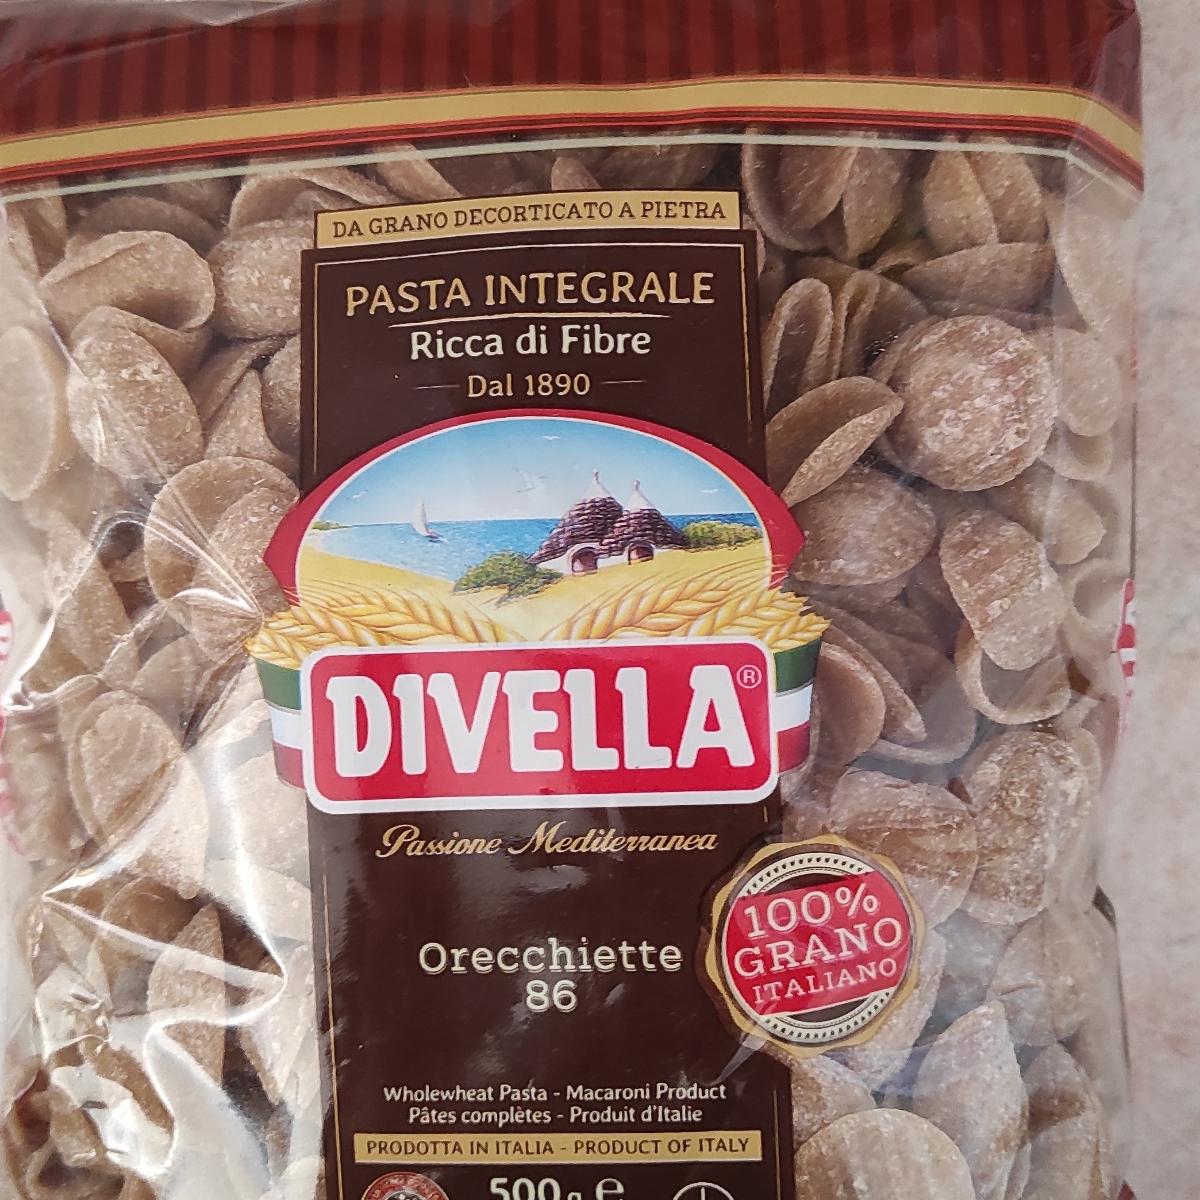 DA GRANO DECORTICATO A PIETRA
PASTA INTEGRALE
Ricca di Fibre
Dal 1890
DIVELLA®
Passione Mediterranea
100%
GRANO
ITALIANO
Orecchiette
86
Wholewheat Pasta - Macaroni Product
Pâtes complètes - Produit d'Italie
PRODOTTA IN ITALIA - PRODUCT OF ITALY
500 g e